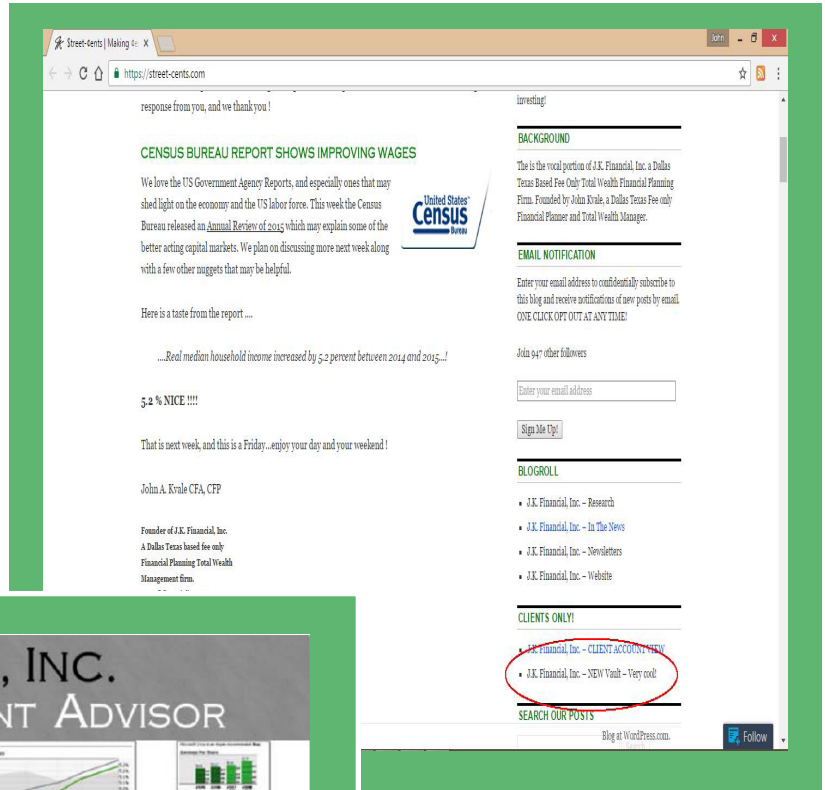 Street-¢ents | Making ¢e
John
https://street-cents.com
response from you, and we thank you !
CENSUS BUREAU REPORT SHOWS IMPROVING WAGES
We love the US Government Agency Reports, and especially ones that may
shed light on the economy and the US labor force. This week the Census
Bureau released an Annual Review of 2015 which may explain some of the
better acting capital markets. We plan on discussing more next week along
with a few other nuggets that may be helpful.
United States
Census
Bureau
Here is a taste from the report ....
....Real median household income increased by 5.2 percent between 2014 and 2015...!
5.2 % NICE !!!!
That is next week, and this is a Friday...enjoy your day and your weekend !
John A. Kvale CFA, CFP
Founder of J.K. Financial, Inc.
A Dallas Texas based fee only
Financial Planning Total Wealth
Management firm.
investing!
BACKGROUND
The is the vocal portion of J.K. Financial, Inc. a Dallas
Texas Based Fee Only Total Wealth Financial Planning
Firm. Founded by John Kvale, a Dallas Texas Fee only
Financial Planner and Total Wealth Manager.
EMAIL NOTIFICATION
Enter your email address to confidentially subscribe to
this blog and receive notifications of new posts by email.
ONE CLICK OPT OUT AT ANY TIME!
Join 947 other followers
Enter your email address
Sign Me Up!
BLOGROLL
J.K. Financial, Inc. – Research
J.K. Financial, Inc. – In The News
J.K. Financial, Inc. – Newsletters
J.K. Financial, Inc. – Website
CLIENTS ONLY!
J.K. Financial, Inc. – CLIENT ACCOUNT VIEW
J.K. Financial, Inc. – NEW Vault – Very cool!
SEARCH OUR POSTS
Blog at WordPress.com.
Search
Follow
, INC.
NT ADVISOR